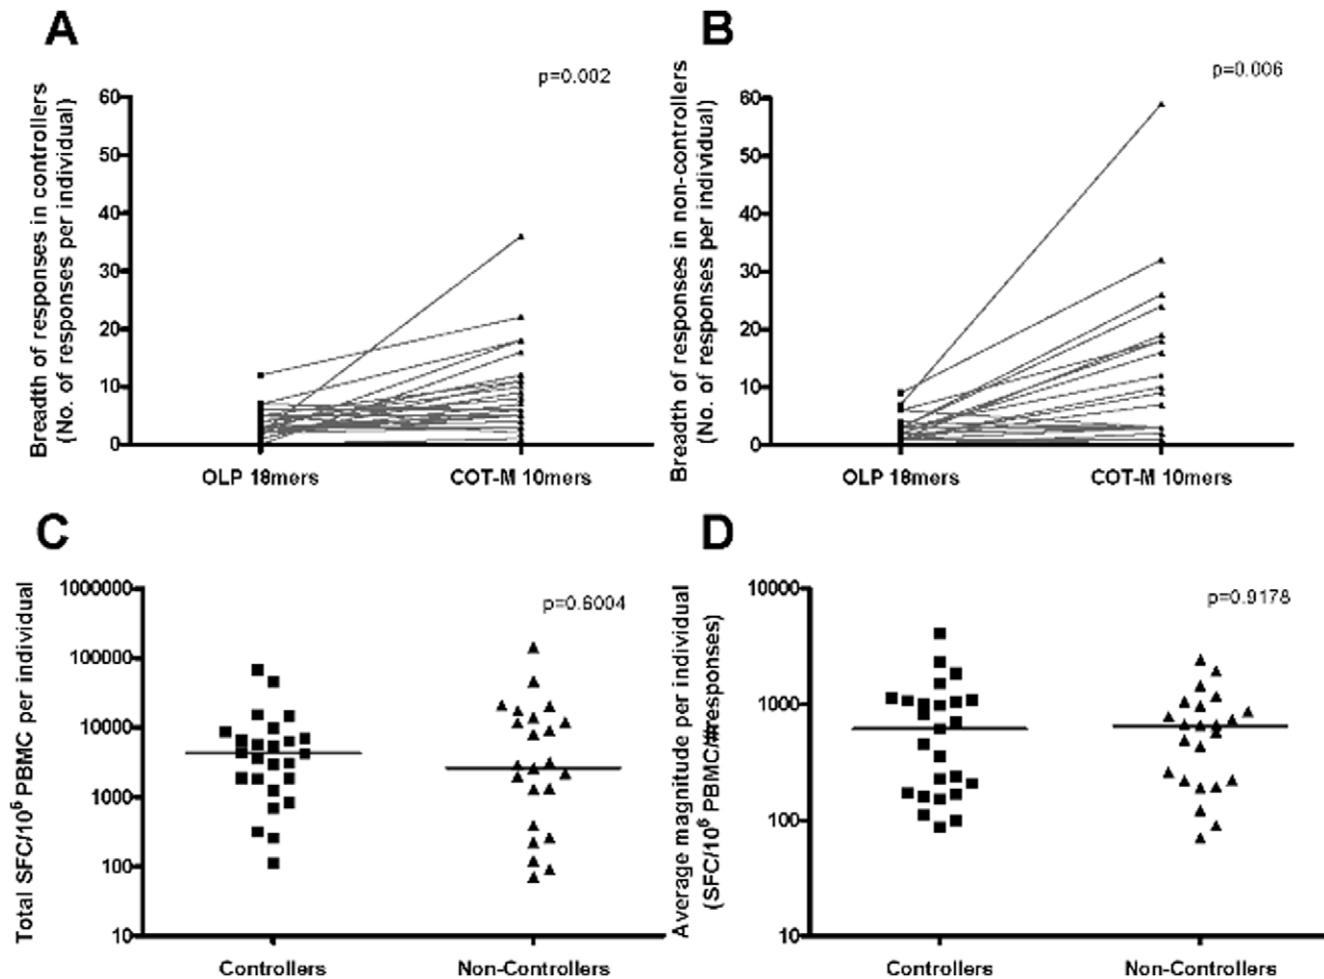 A
p=0.002
Breadth of responses in controllers
(No. of responses per individual)
60
50
40
30
20
10
0
OLP 18mers
COT-M 10mers
B
p=0.006
Breadth of responses in non-controllers
(No. of responses per individual)
60
50
40
30
20
10
0
OLP 18mers
COT-M 10mers
C
p=0.6004
Total SFC/10⁶ PBMC per individual
1000000
100000
10000
1000
100
10
Controllers
Non-Controllers
D
p=0.9178
Average magnitude per individual
(SFC/10⁶ PBMC/#responses)
10000
1000
100
10
Controllers
Non-Controllers